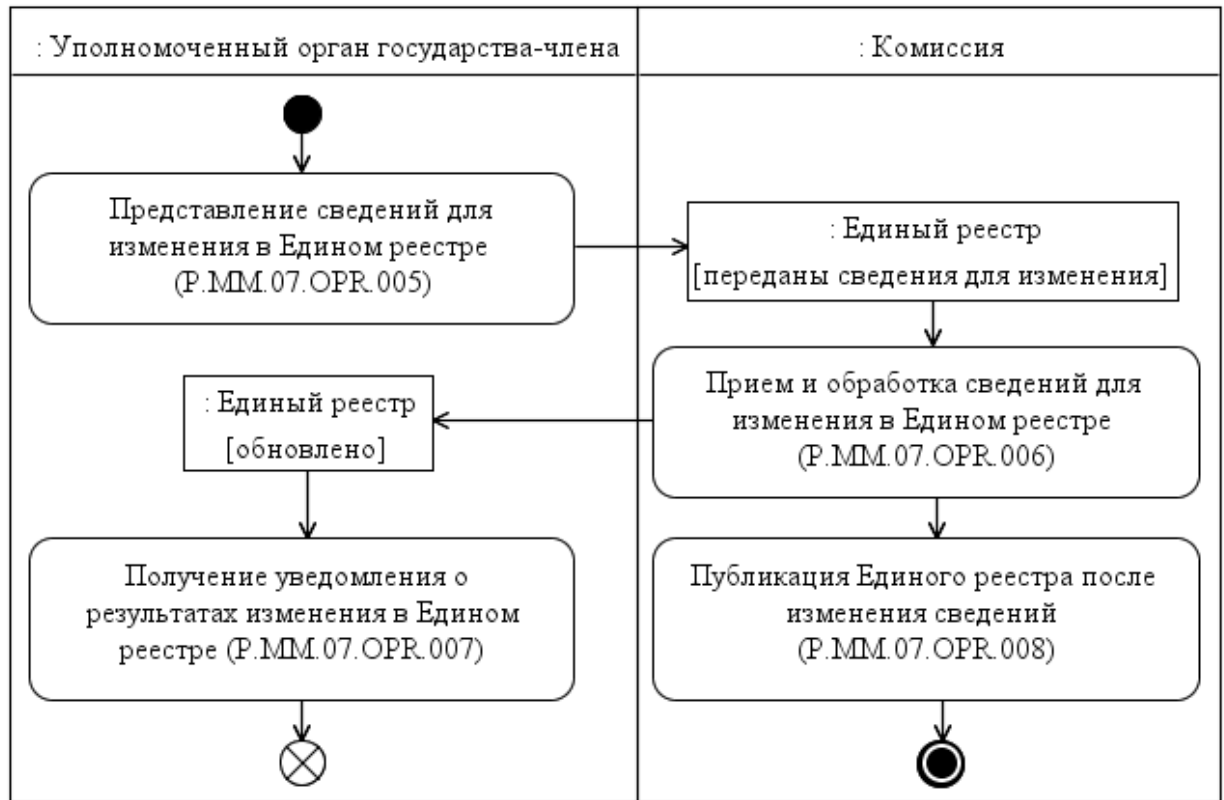 : Уполномоченный орган государства-члена
: Комиссия
Представление сведений для
изменения в Едином реестре
(P.MM.07.OPR.005)
: Единый реестр
[переданы сведения для изменения]
Прием и обработка сведений для
изменения в Едином реестре
(P.MM.07.OPR.006)
: Единый реестр
[обновлено]
Получение уведомления о
результатах изменения в Едином
реестре (P.MM.07.OPR.007)
Публикация Единого реестра после
изменения сведений
(P.MM.07.OPR.008)